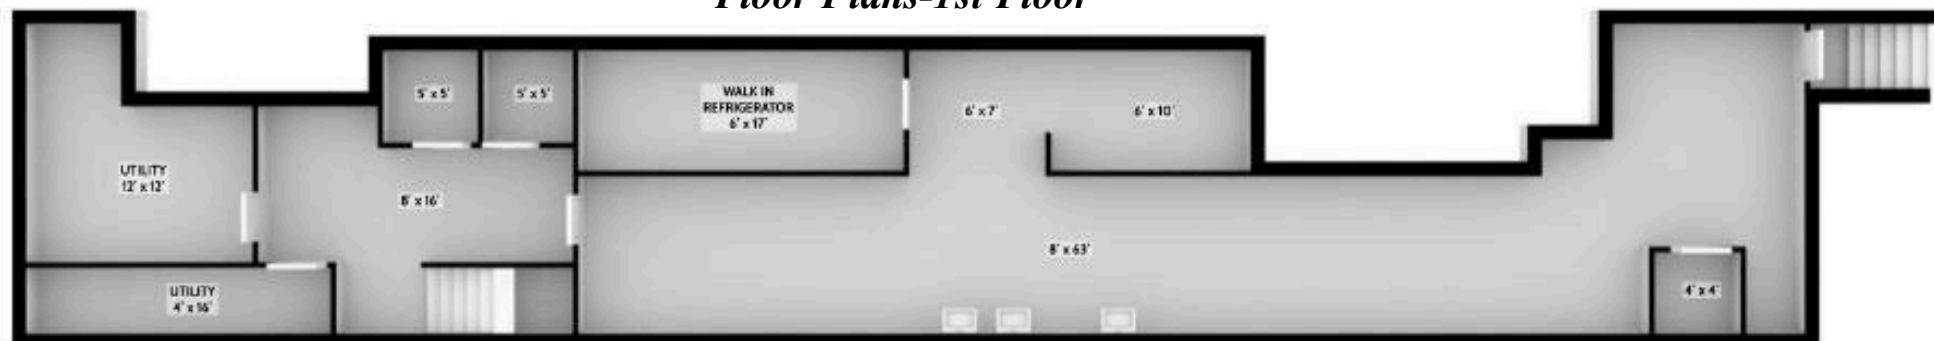 Floor Plans-1st Floor
5' x 5'
5' x 5'
WALK IN
REFRIGERATOR
6' x 17'
6' x 7'
6' x 10'
UTILITY
12' x 12'
8' x 16'
8' x 63'
UTILITY
4' x 16'
4' x 4'